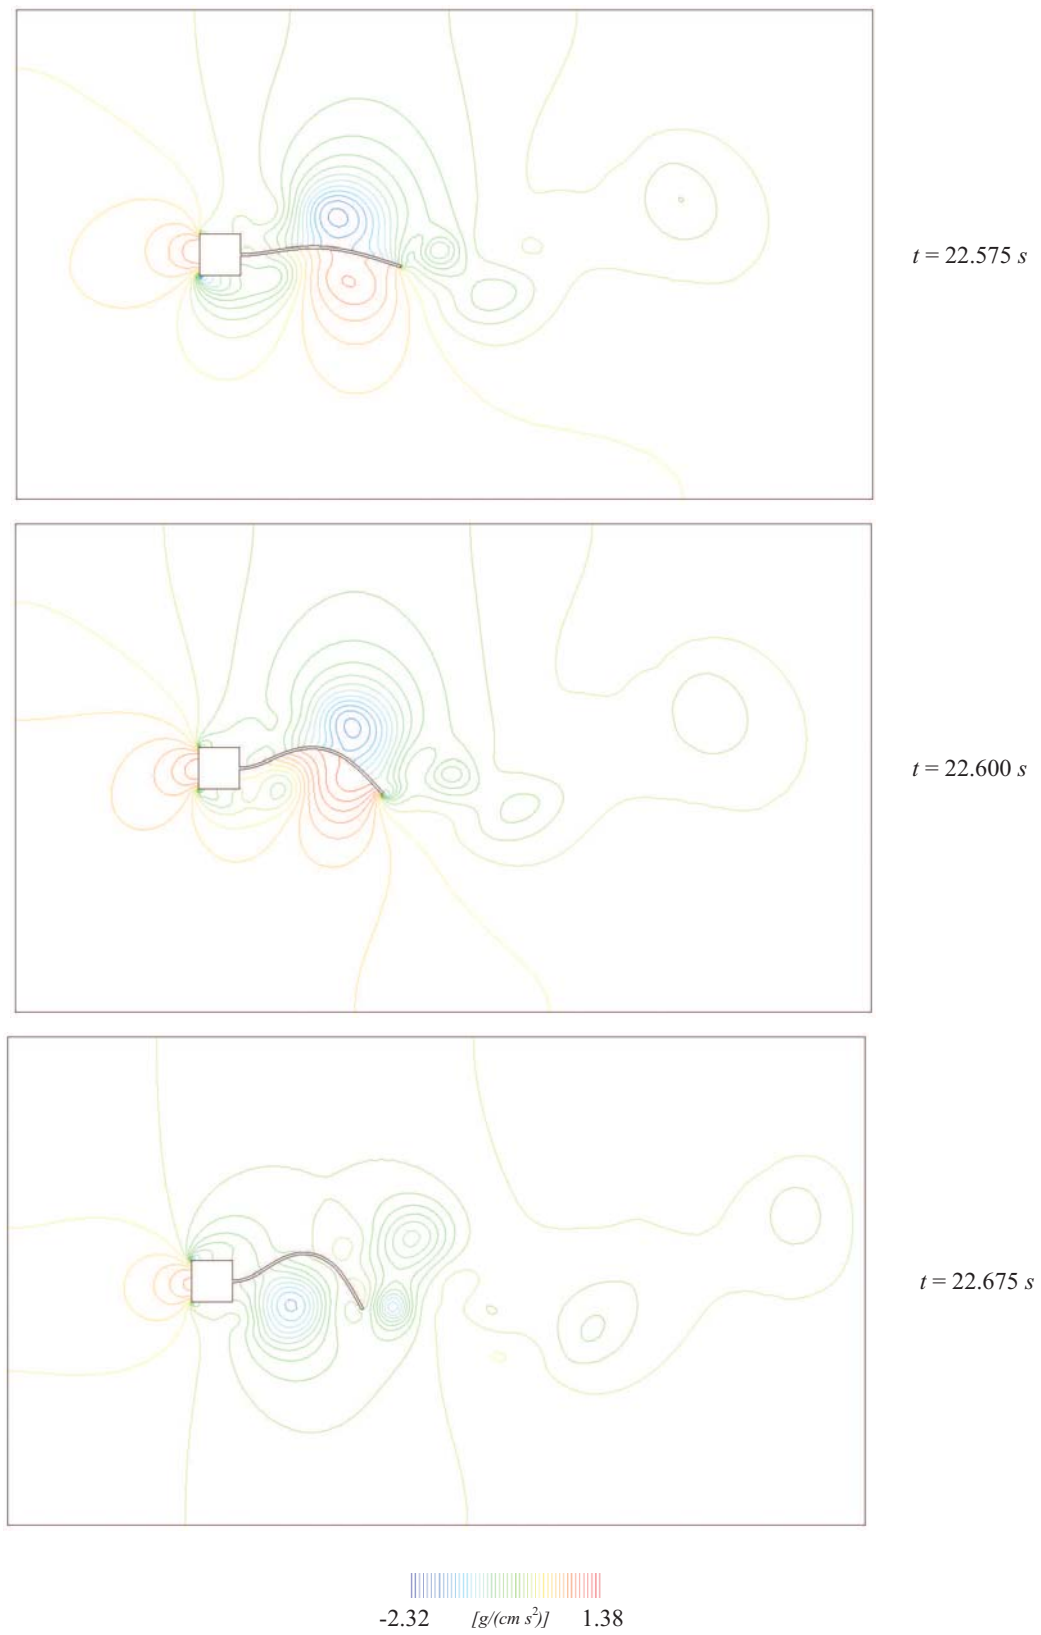 t = 22.575 s
t = 22.600 s
t = 22.675 s
-2.32 [g/(cm s²)] 1.38